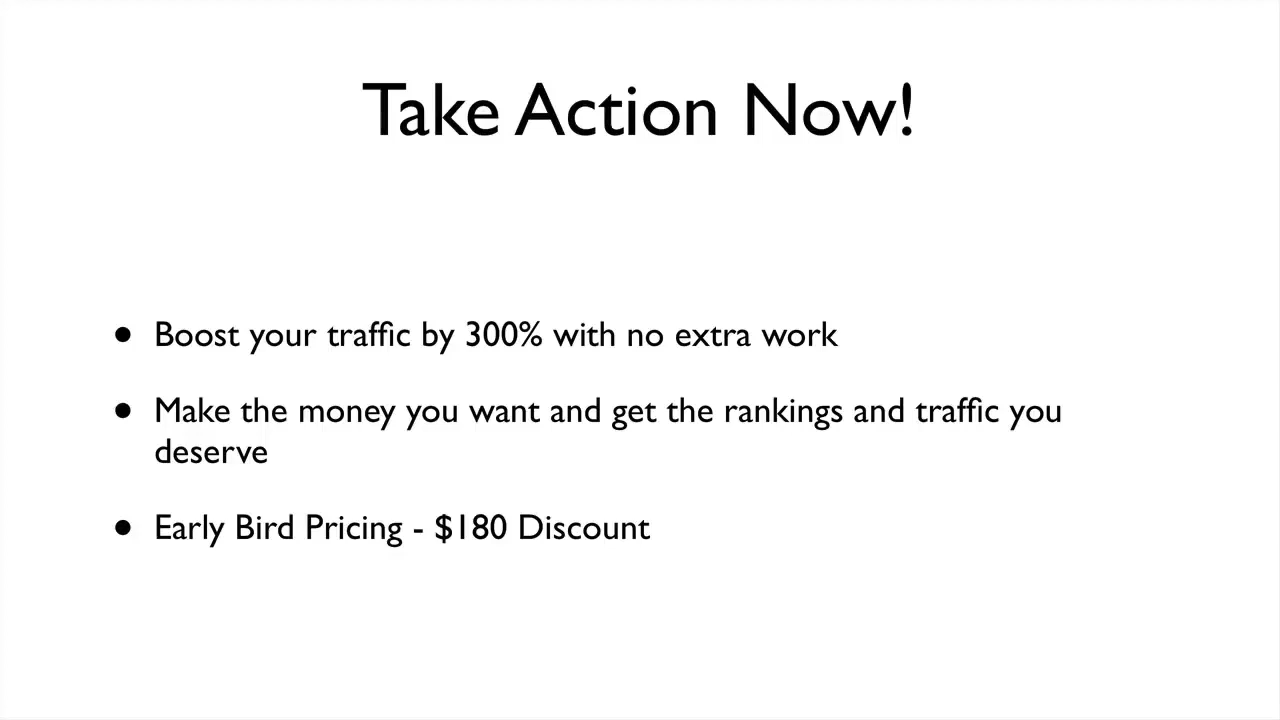 Take Action Now!
• Boost your traffic by 300% with no extra work
• Make the money you want and get the rankings and traffic you
deserve
• Early Bird Pricing - $180 Discount